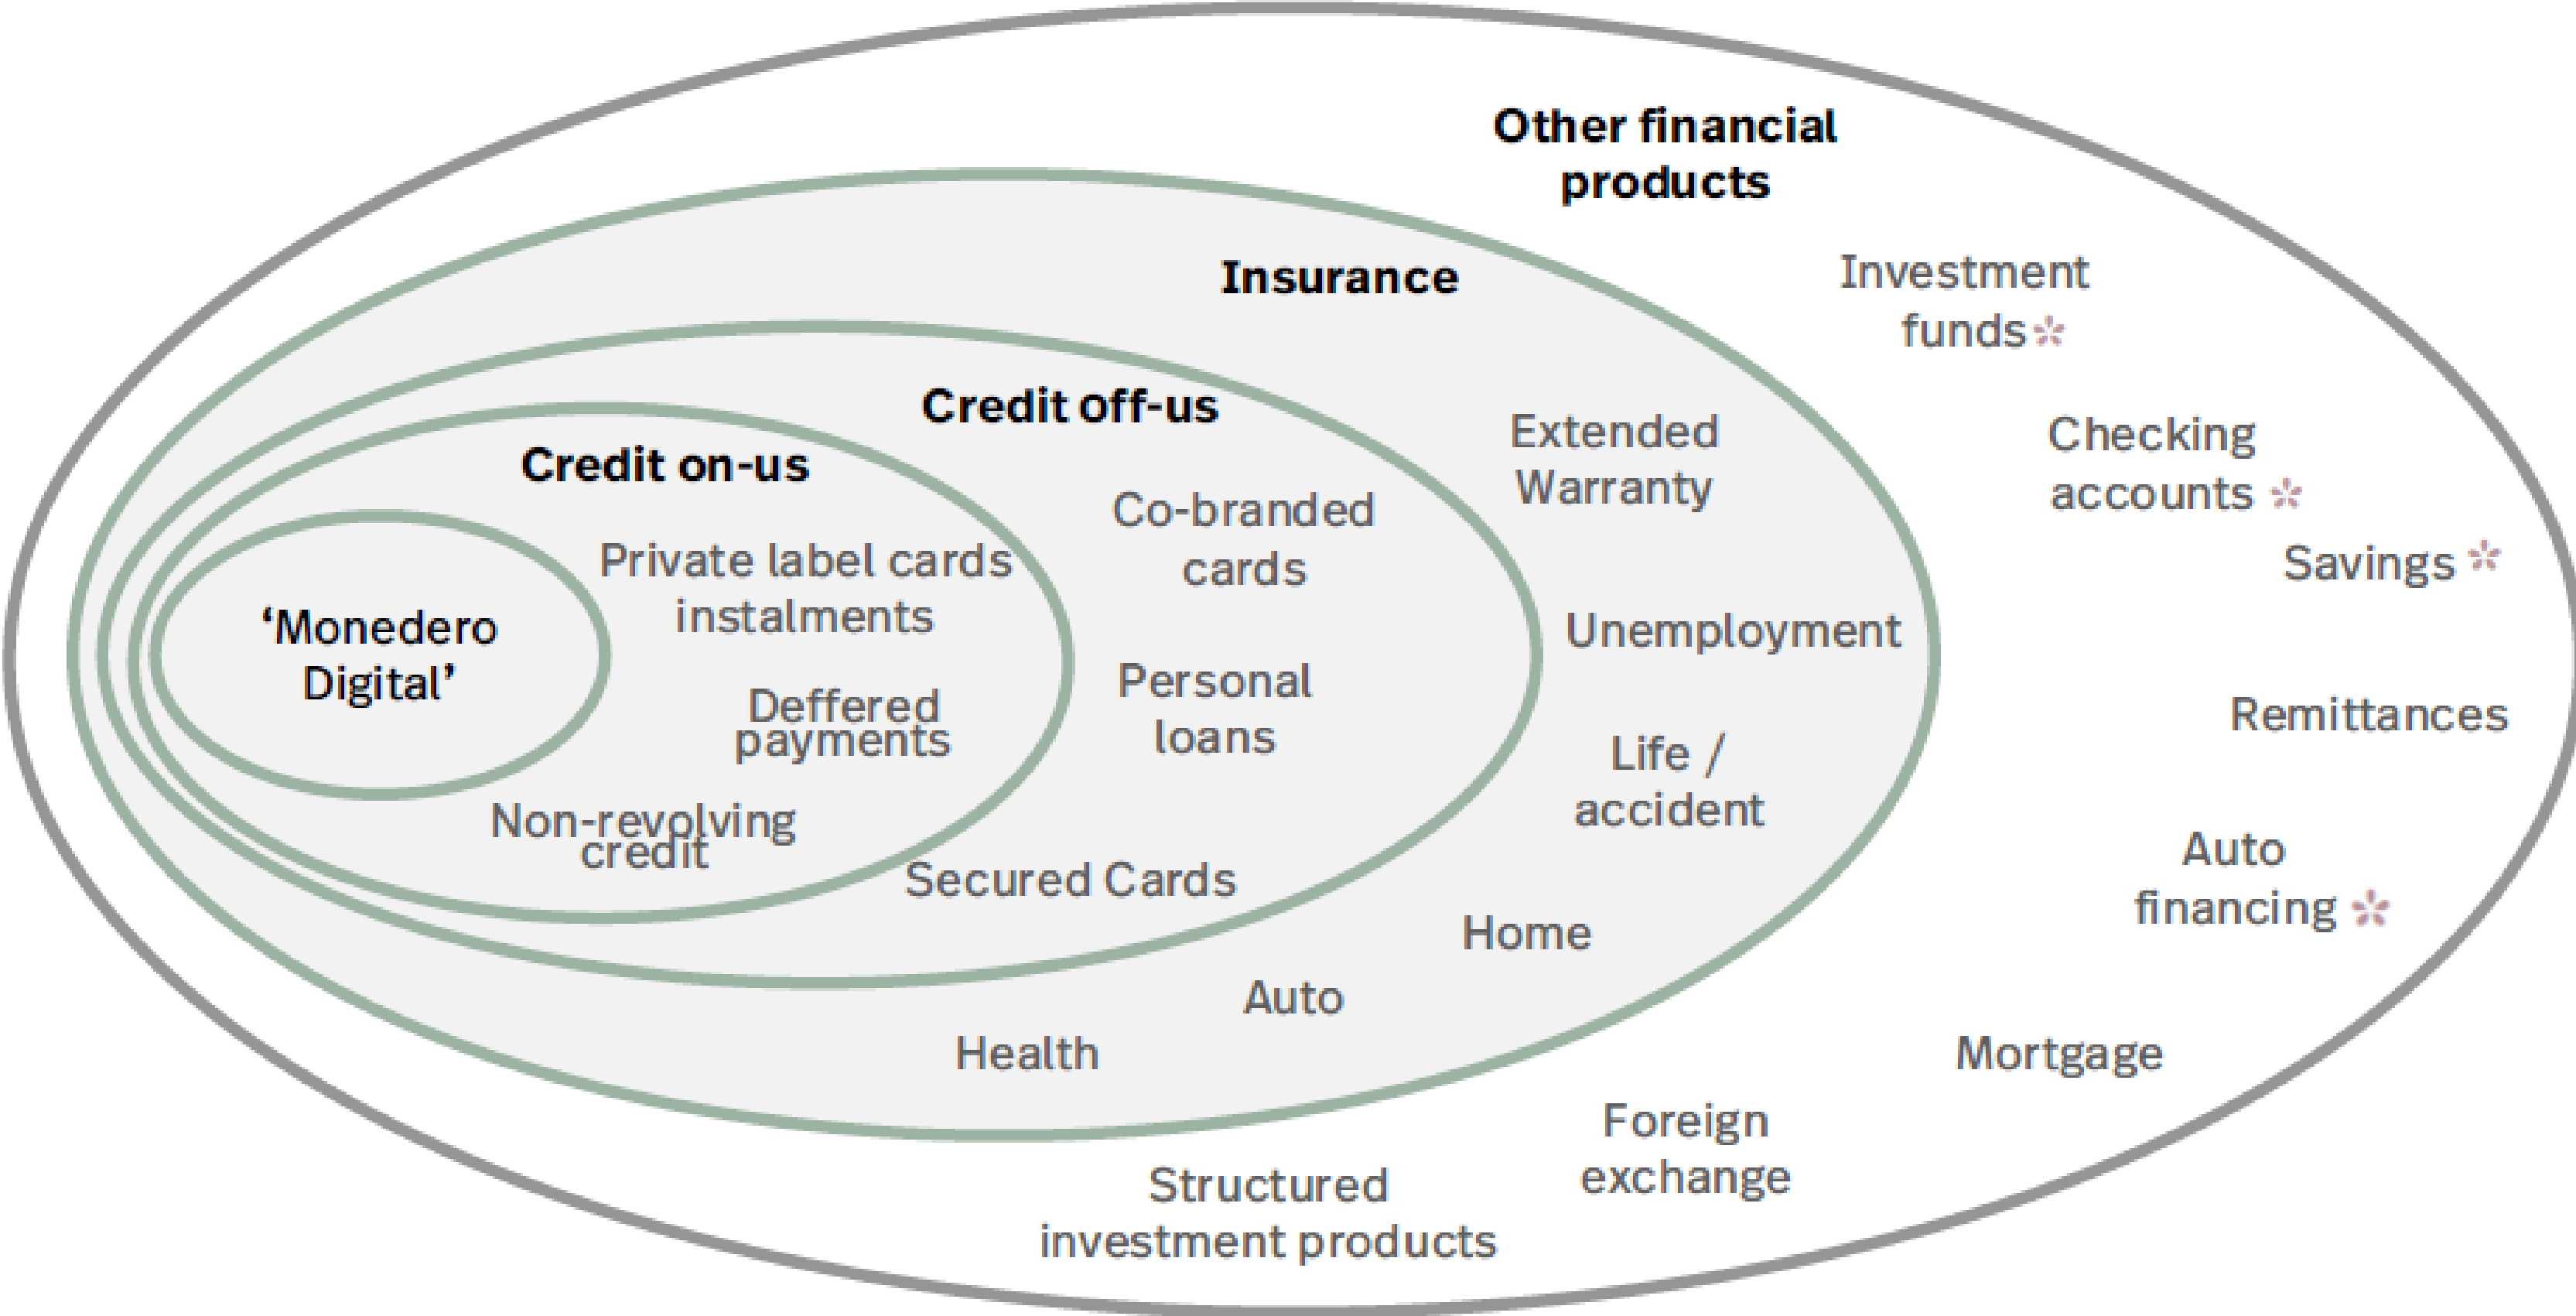 Other financial
products
Investment
funds*
Checking
accounts *
Savings *
Remittances
Auto
financing *
Mortgage
Foreign
exchange
Structured
investment products
Insurance
Extended
Warranty
Unemployment
Life /
accident
Home
Auto
Health
Credit off-us
Co-branded
cards
Personal
loans
Secured Cards
Credit on-us
Private label cards
instalments
Deffered
payments
Non-revolving
credit
‘Monedero
Digital’